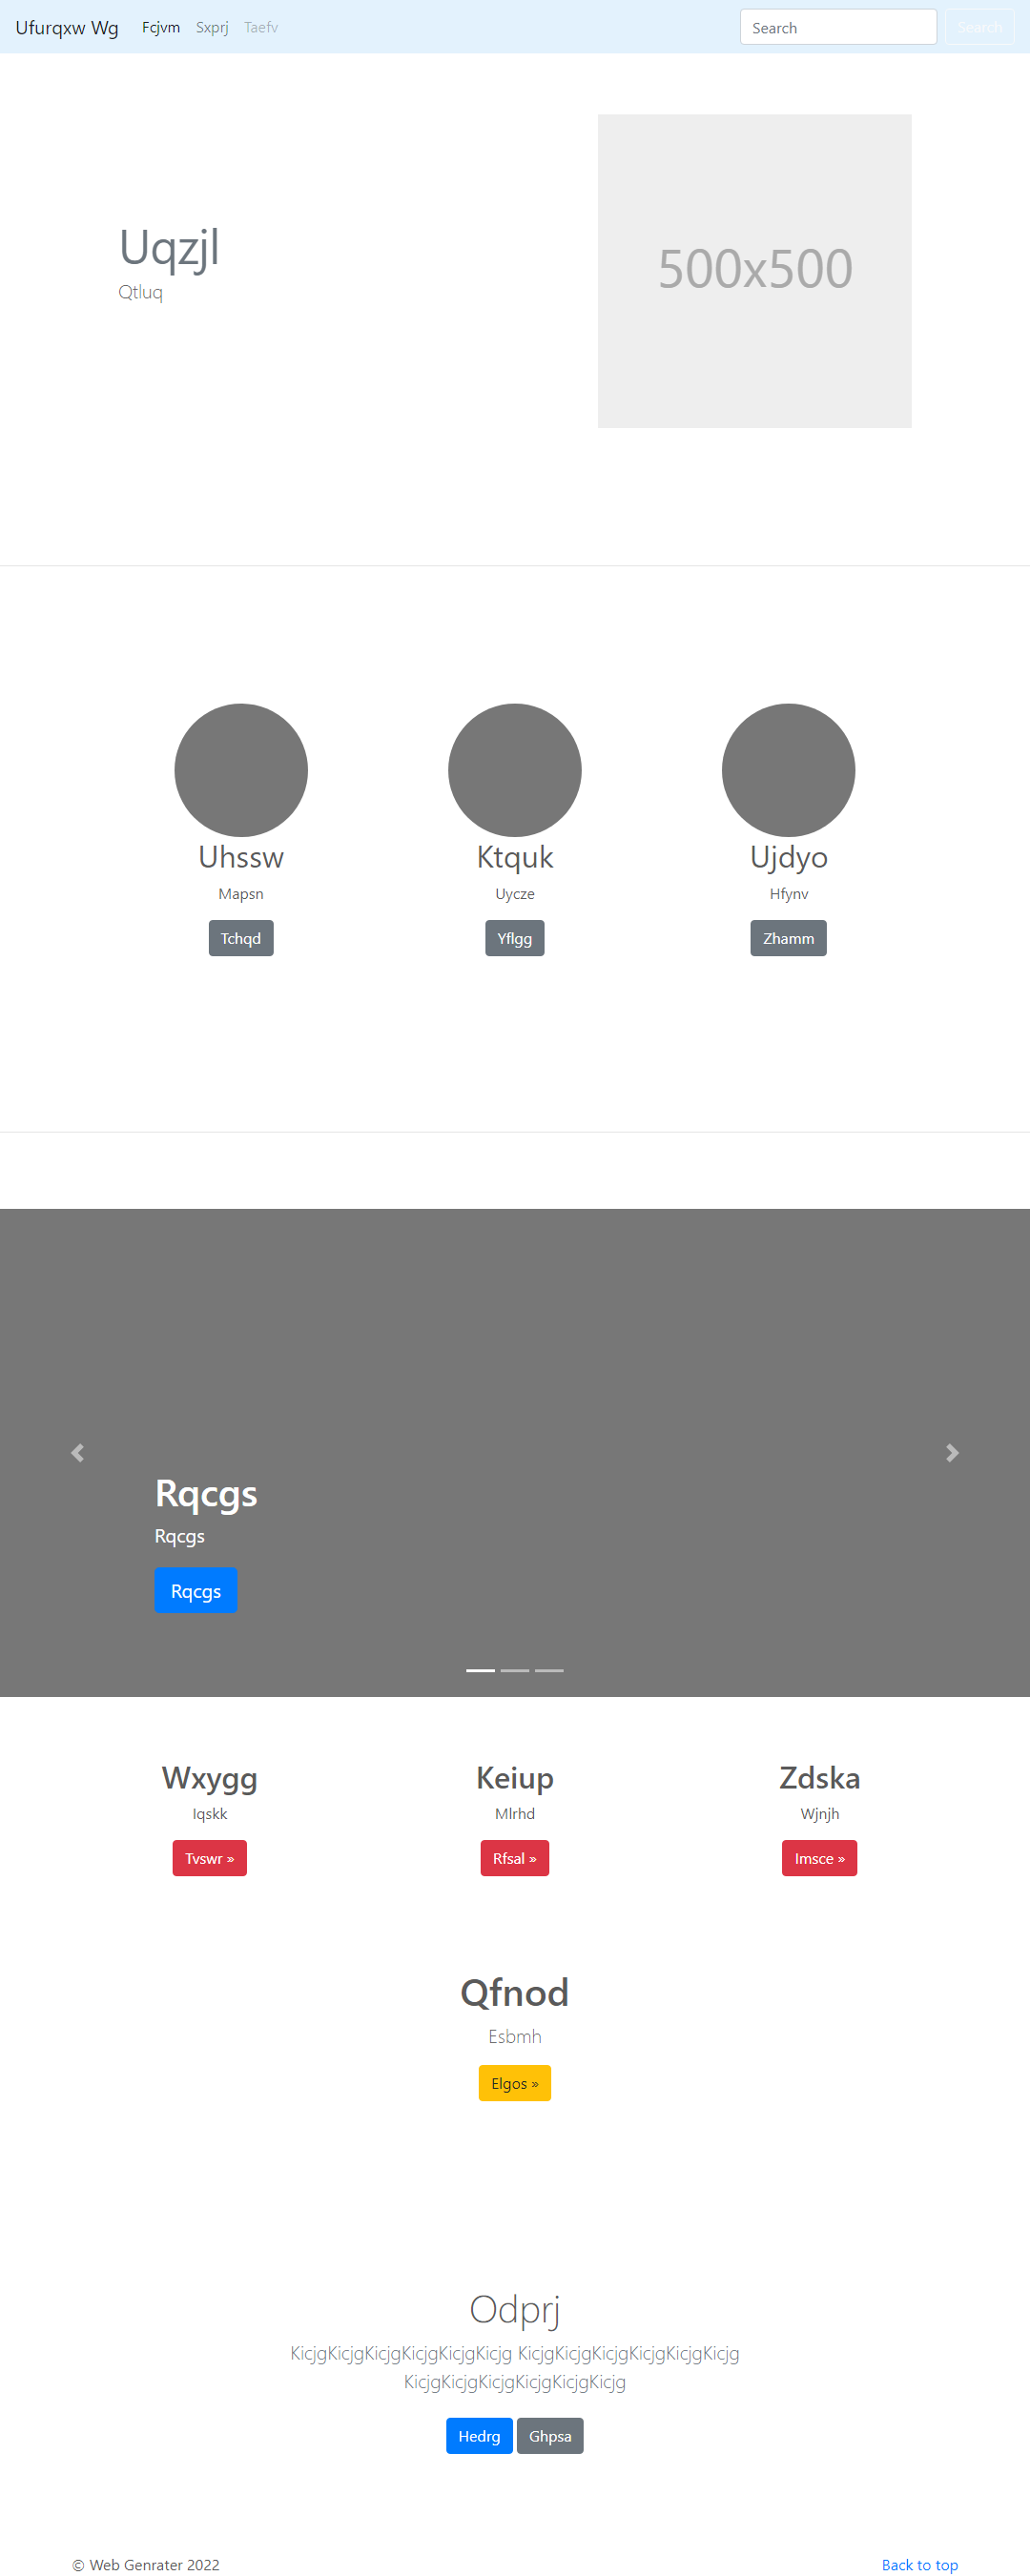 Ufurqxw Wg Fcjvm Sxprj Taefv Search Search
Uqzjl
Qtluq
500x500
Uhssw Ktquk Ujdyo
Mapsn Uycze Hfynv
Tchqd Yflgg Zhamm
Rqcgs
Rqcgs
Rqcgs
Wxygg Keiup Zdska
Iqskk Mlrhd Wjnjh
Tvswr » Rfsal » Imsce »
Qfnod
Esbmh
Elgos »
Odprj
KicjgKicjgKicjgKicjgKicjgKicjg KicjgKicjgKicjgKicjgKicjgKicjg
KicjgKicjgKicjgKicjgKicjgKicjg
Hedrg Ghpsa
© Web Genrater 2022 Back to top